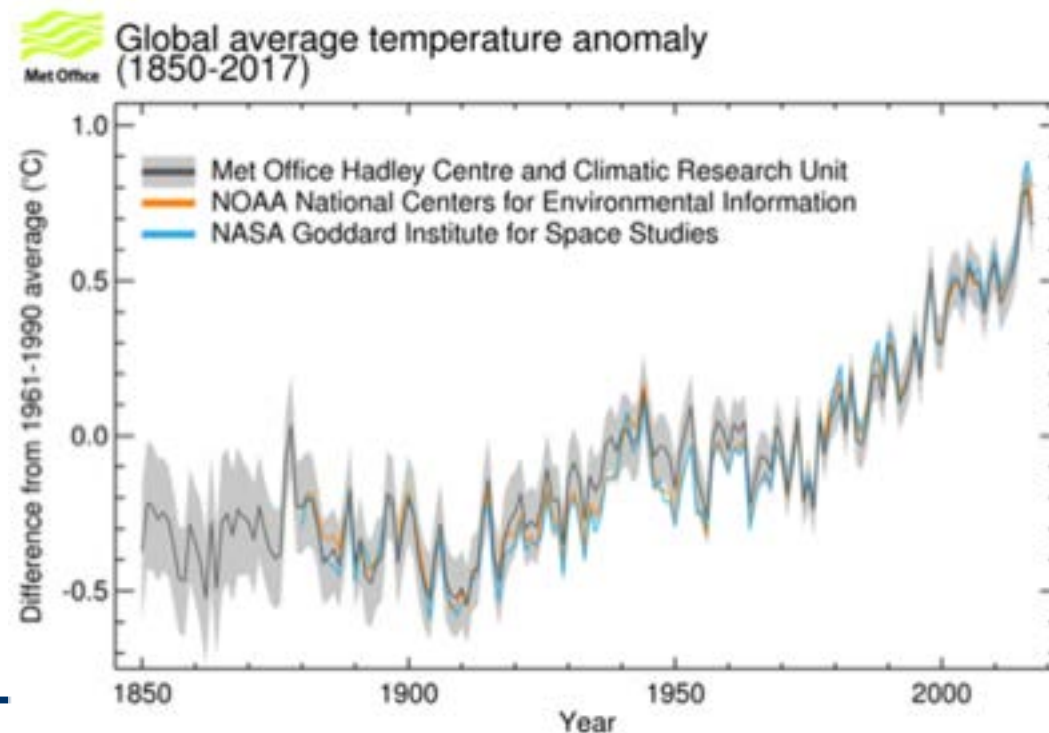 Met Office
Global average temperature anomaly
(1850-2017)
Difference from 1961-1990 average (°C)
1.0
0.5
0.0
-0.5
Met Office Hadley Centre and Climatic Research Unit
NOAA National Centers for Environmental Information
NASA Goddard Institute for Space Studies
1850
1900
1950
2000
Year